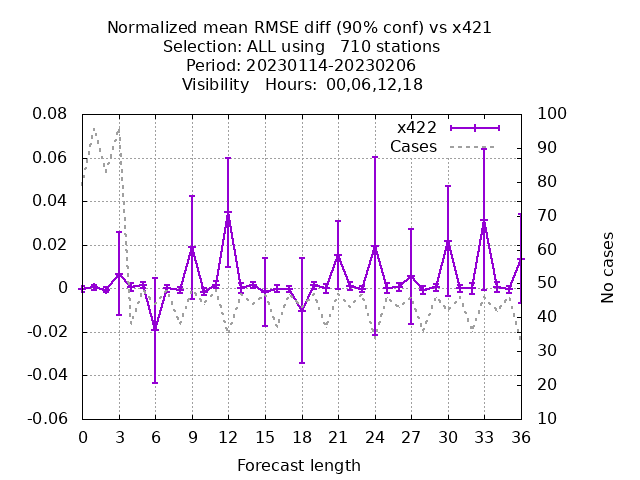 Normalized mean RMSE diff (90% conf) vs x421
Selection: ALL using   710 stations
Period: 20230114-20230206
Visibility   Hours: 00,06,12,18
x422
Cases
0.08
0.06
0.04
0.02
0
-0.02
-0.04
-0.06
100
90
80
70
60
50
40
30
20
10
No cases
0 3 6 9 12 15 18 21 24 27 30 33 36
Forecast length